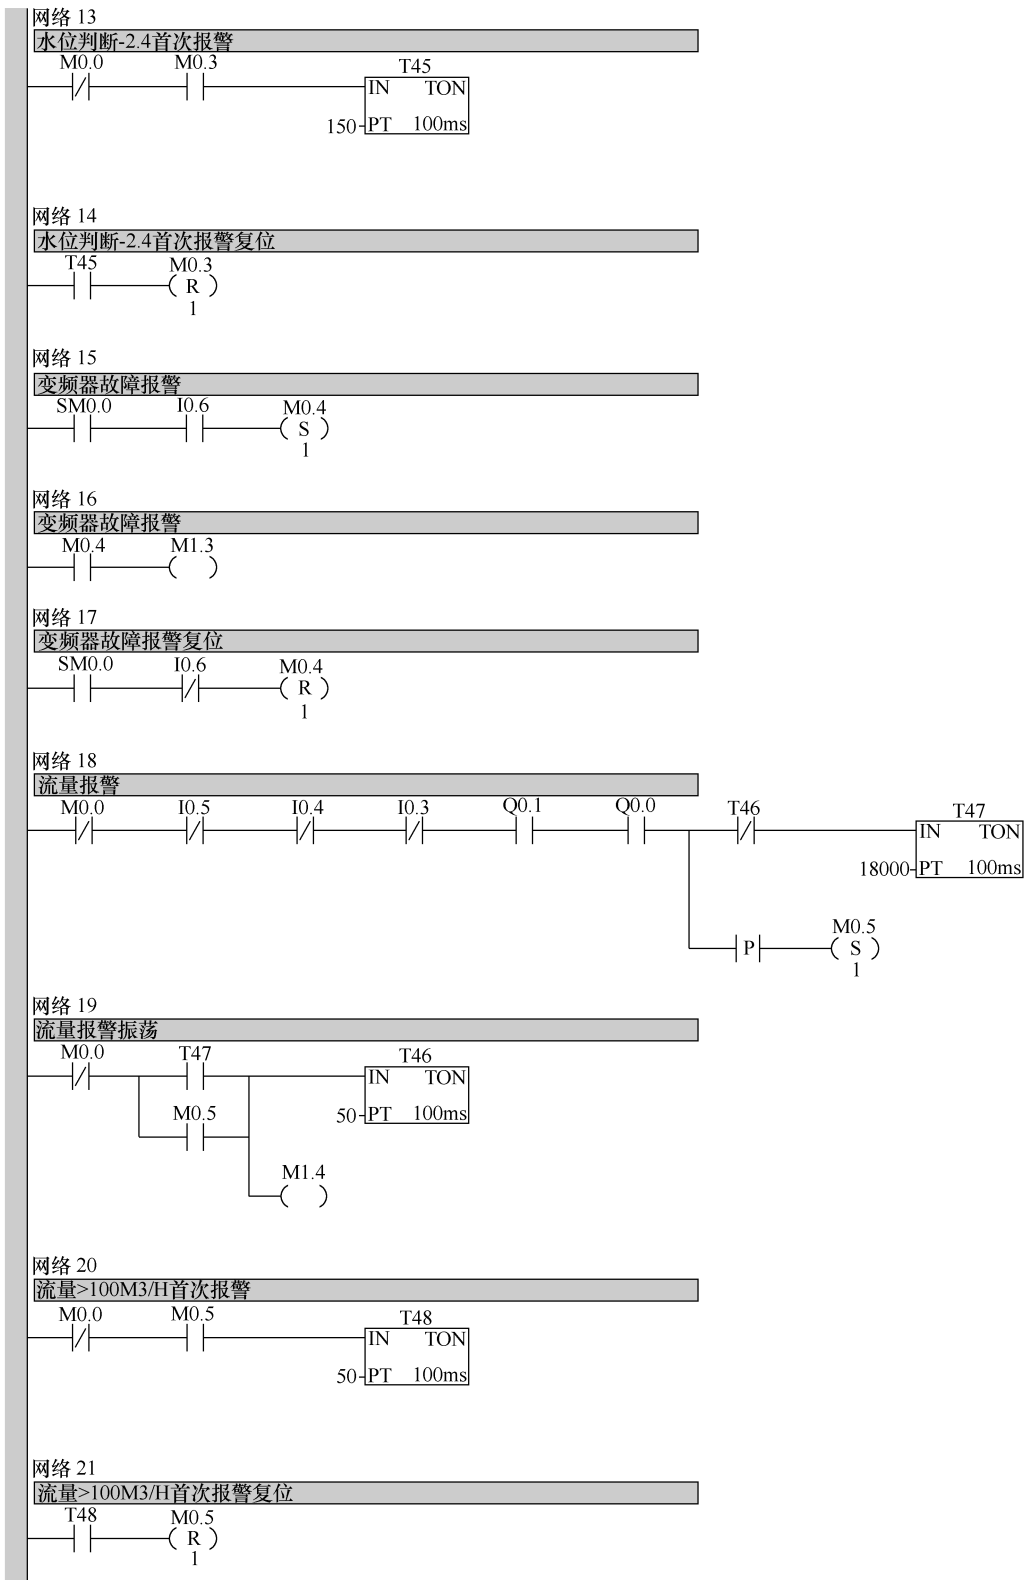 网络 13
水位判断-2.4首次报警
M0.0 M0.3 T45
IN TON
150 PT 100ms
网络 14
水位判断-2.4首次报警复位
T45 M0.3
R
1
网络 15
变频器故障报警
SM0.0 I0.6 M0.4
S
1
网络 16
变频器故障报警
M0.4 M1.3
网络 17
变频器故障报警复位
SM0.0 I0.6 M0.4
R
1
网络 18
流量报警
M0.0 I0.5 I0.4 I0.3 Q0.1 Q0.0 T46 T47
IN TON
18000 PT 100ms
M0.5
P S
1
网络 19
流量报警振荡
M0.0 T47 T46
IN TON
M0.5 50 PT 100ms
M1.4
网络 20
流量>100M3/H首次报警
M0.0 M0.5 T48
IN TON
50 PT 100ms
网络 21
流量>100M3/H首次报警复位
T48 M0.5
R
1